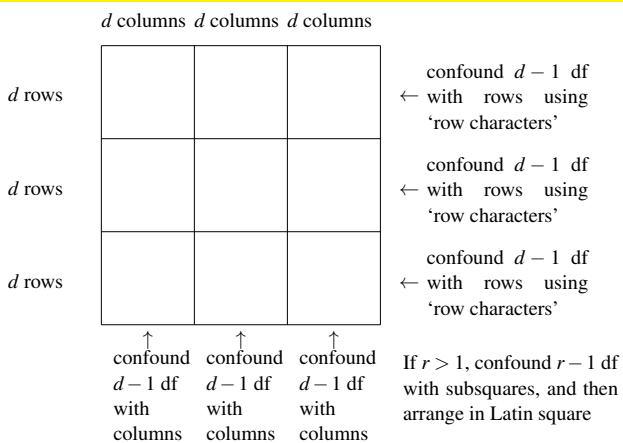 d columns d columns d columns
d rows
confound d − 1 df
← with rows using
‘row characters’
d rows
confound d − 1 df
← with rows using
‘row characters’
d rows
confound d − 1 df
← with rows using
‘row characters’
↑ ↑ ↑
confound confound confound
d − 1 df d − 1 df d − 1 df
with with with
columns columns columns
If r > 1, confound r − 1 df
with subsquares, and then
arrange in Latin square